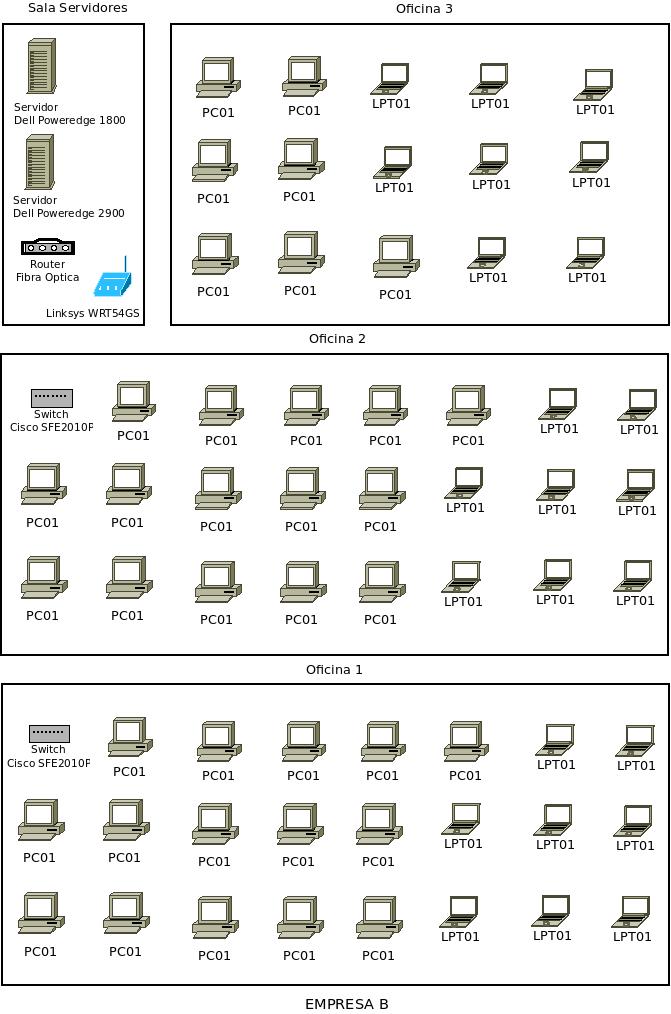 Sala Servidores
Oficina 3
Servidor
Dell Poweredge 1800
Servidor
Dell Poweredge 2900
Router
Fibra Optica
Linksys WRT54GS
PC01
PC01
LPT01
LPT01
LPT01
PC01
PC01
LPT01
LPT01
LPT01
PC01
PC01
PC01
LPT01
LPT01
Oficina 2
Switch
Cisco SFE2010P
PC01
PC01
PC01
PC01
PC01
LPT01
LPT01
PC01
PC01
PC01
PC01
PC01
LPT01
LPT01
LPT01
PC01
PC01
PC01
PC01
PC01
LPT01
LPT01
LPT01
Oficina 1
Switch
Cisco SFE2010P
PC01
PC01
PC01
PC01
PC01
LPT01
LPT01
PC01
PC01
PC01
PC01
PC01
LPT01
LPT01
LPT01
PC01
PC01
PC01
PC01
PC01
LPT01
LPT01
LPT01
EMPRESA B